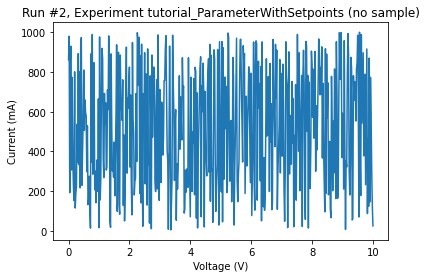 Run #2, Experiment tutorial_ParameterWithSetpoints (no sample)
1000
800
600
400
200
0
Current (mA)
0 2 4 6 8 10
Voltage (V)